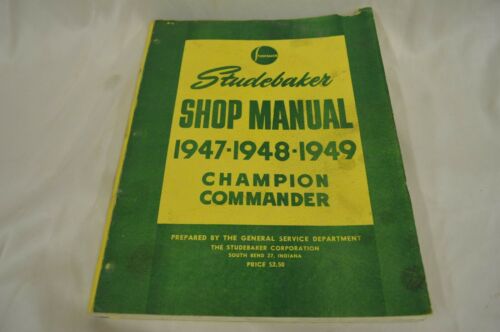 Studebaker
SHOP MANUAL
1947·1948·1949
CHAMPION
COMMANDER
PREPARED BY THE GENERAL SERVICE DEPARTMENT
THE STUDEBAKER CORPORATION
SOUTH BEND 27, INDIANA
PRICE $2.50